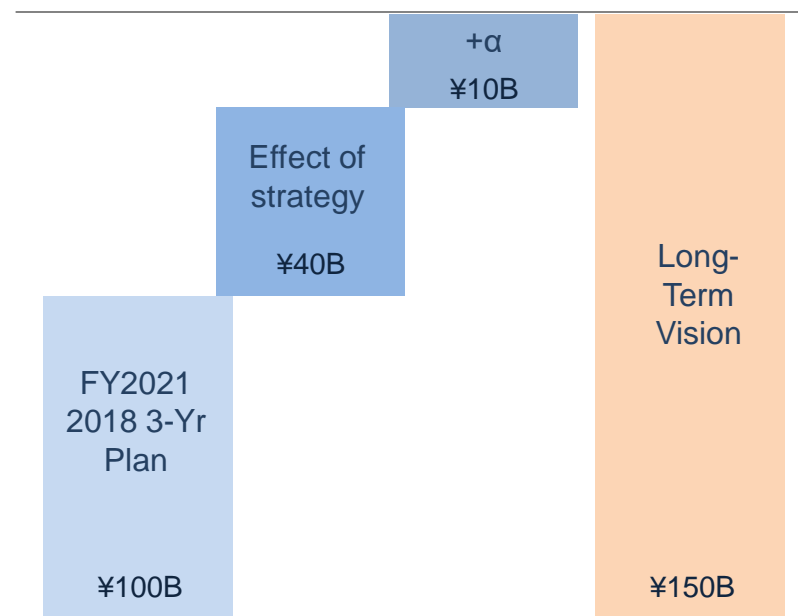 +α
¥10B
Effect of
strategy
¥40B
Long-
Term
Vision
FY2021
2018 3-Yr
Plan
¥100B
¥150B